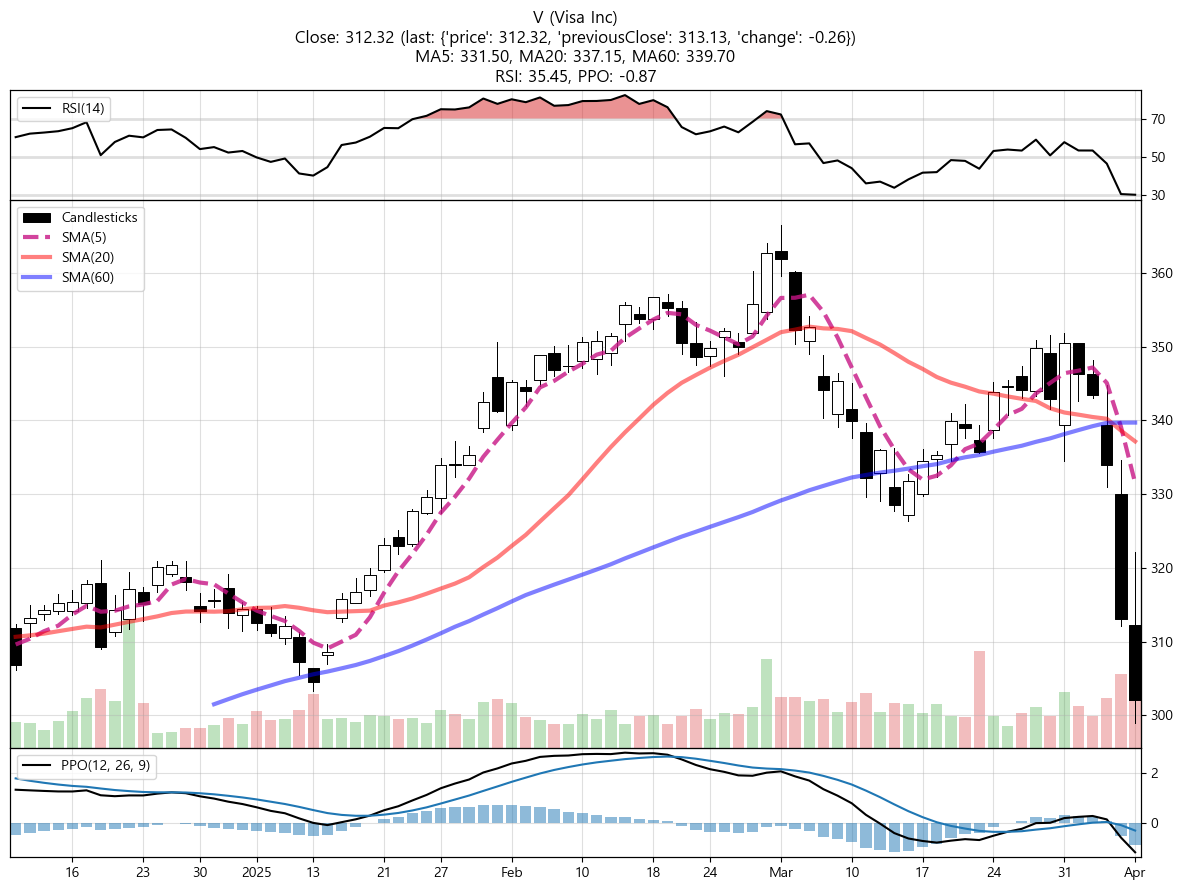 V (Visa Inc)
Close: 312.32 (last: {'price': 312.32, 'previousClose': 313.13, 'change': -0.26})
MA5: 331.50, MA20: 337.15, MA60: 339.70
RSI: 35.45, PPO: -0.87
RSI(14)
70
50
30
Candlesticks
SMA(5)
SMA(20)
SMA(60)
360
350
340
330
320
310
300
PPO(12, 26, 9)
2
0
16 23 30 2025 13 21 27 Feb 10 18 24 Mar 10 17 24 31 Apr